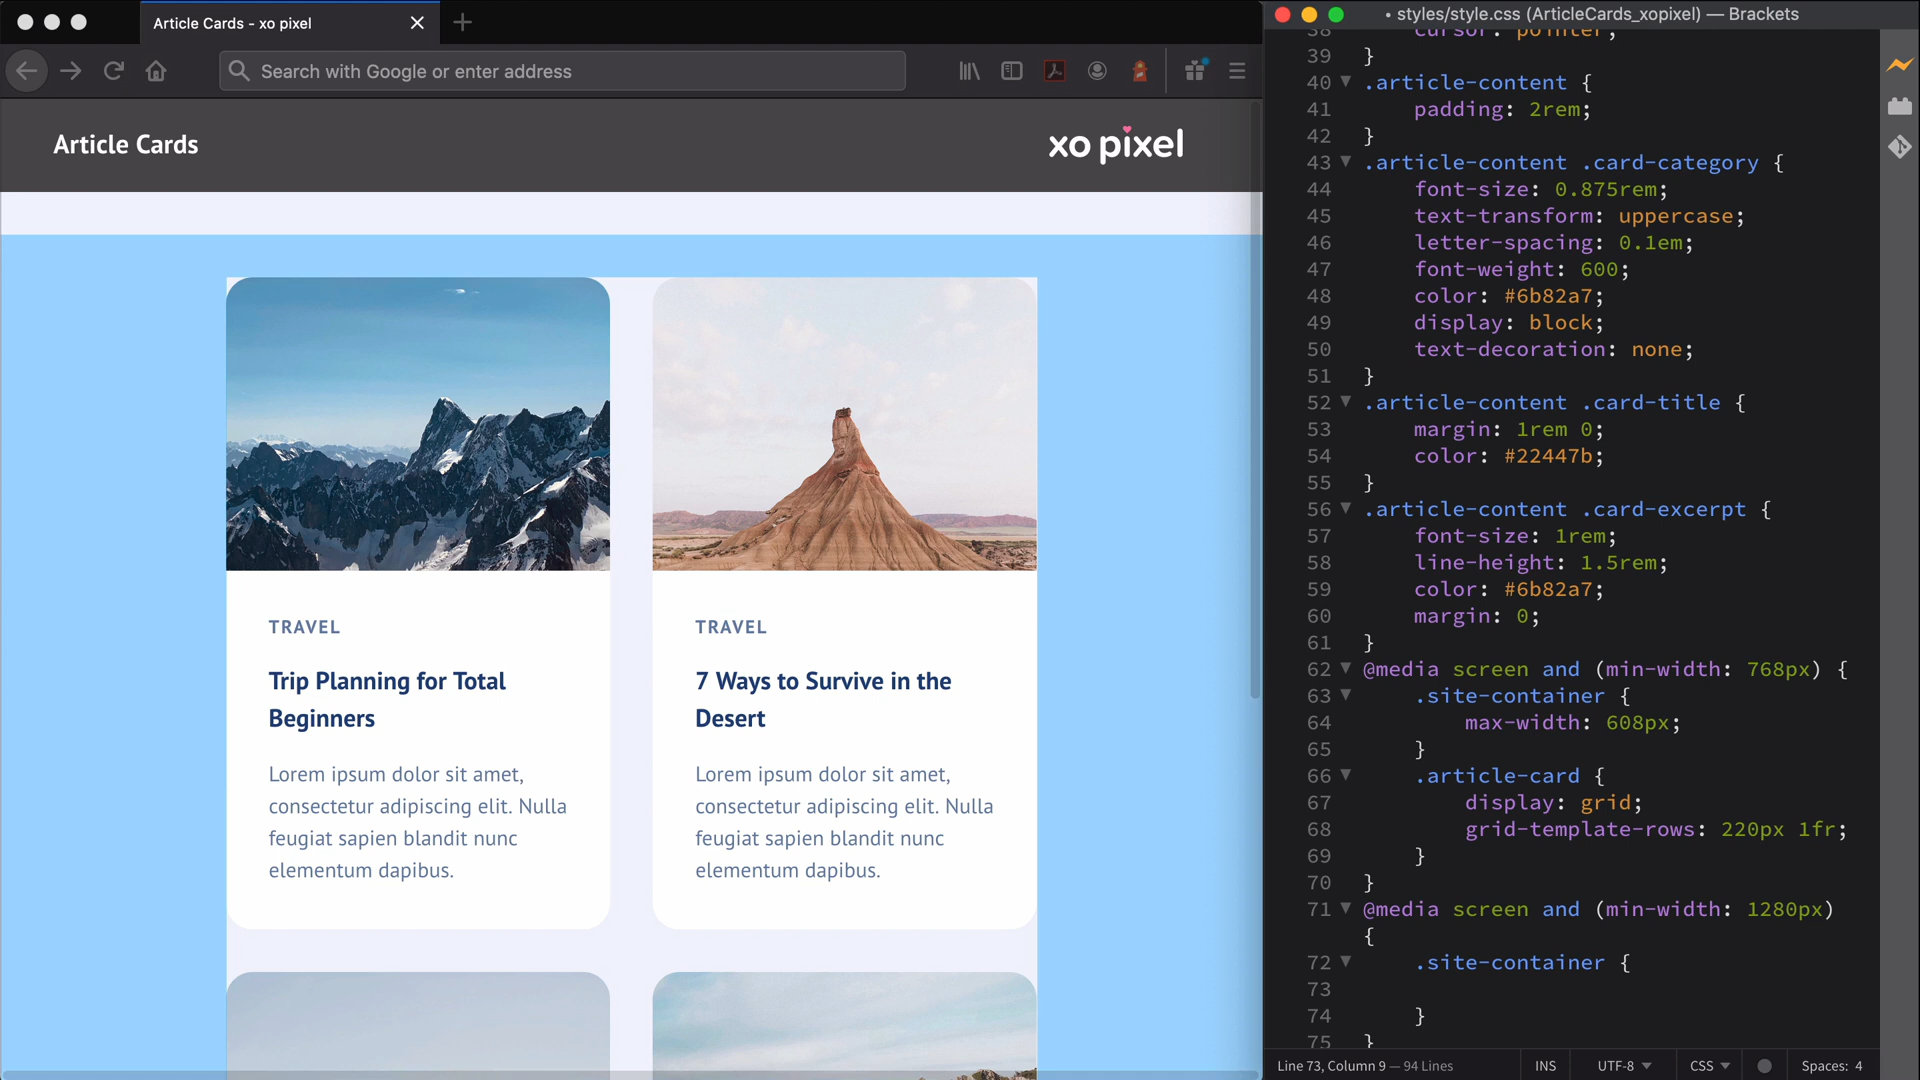 Article Cards - xo pixel
Search with Google or enter address
Article Cards
xo pixel
TRAVEL
Trip Planning for Total
Beginners
Lorem ipsum dolor sit amet,
consectetur adipiscing elit. Nulla
feugiat sapien blandit nunc
elementum dapibus.
TRAVEL
7 Ways to Survive in the
Desert
Lorem ipsum dolor sit amet,
consectetur adipiscing elit. Nulla
feugiat sapien blandit nunc
elementum dapibus.
• styles/style.css (ArticleCards_xopixel) — Brackets
38 cursor: pointer;
39 }
40 .article-content {
41 padding: 2rem;
42 }
43 .article-content .card-category {
44 font-size: 0.875rem;
45 text-transform: uppercase;
46 letter-spacing: 0.1em;
47 font-weight: 600;
48 color: #6b82a7;
49 display: block;
50 text-decoration: none;
51 }
52 .article-content .card-title {
53 margin: 1rem 0;
54 color: #22447b;
55 }
56 .article-content .card-excerpt {
57 font-size: 1rem;
58 line-height: 1.5rem;
59 color: #6b82a7;
60 margin: 0;
61 }
62 @media screen and (min-width: 768px) {
63 .site-container {
64 max-width: 608px;
65 }
66 .article-card {
67 display: grid;
68 grid-template-rows: 220px 1fr;
69 }
70 }
71 @media screen and (min-width: 1280px)
{
72 .site-container {
73
74 }
75 }
Line 73, Column 9 — 94 Lines
INS
UTF-8
CSS
Spaces: 4